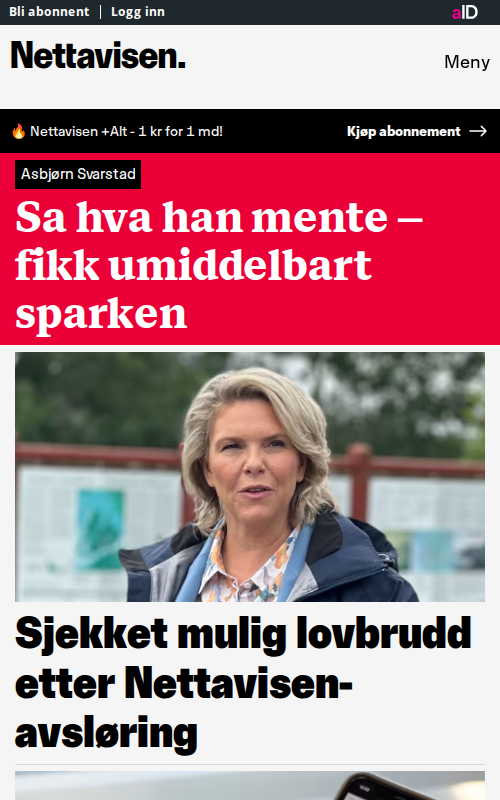 Bli abonnent | Logg inn
aID
Nettavisen.
Meny
🔥 Nettavisen +Alt - 1 kr for 1 md!
Kjøp abonnement →
Asbjørn Svarstad
Sa hva han mente –
fikk umiddelbart
sparken
Sjekket mulig lovbrudd
etter Nettavisen-
avsløring